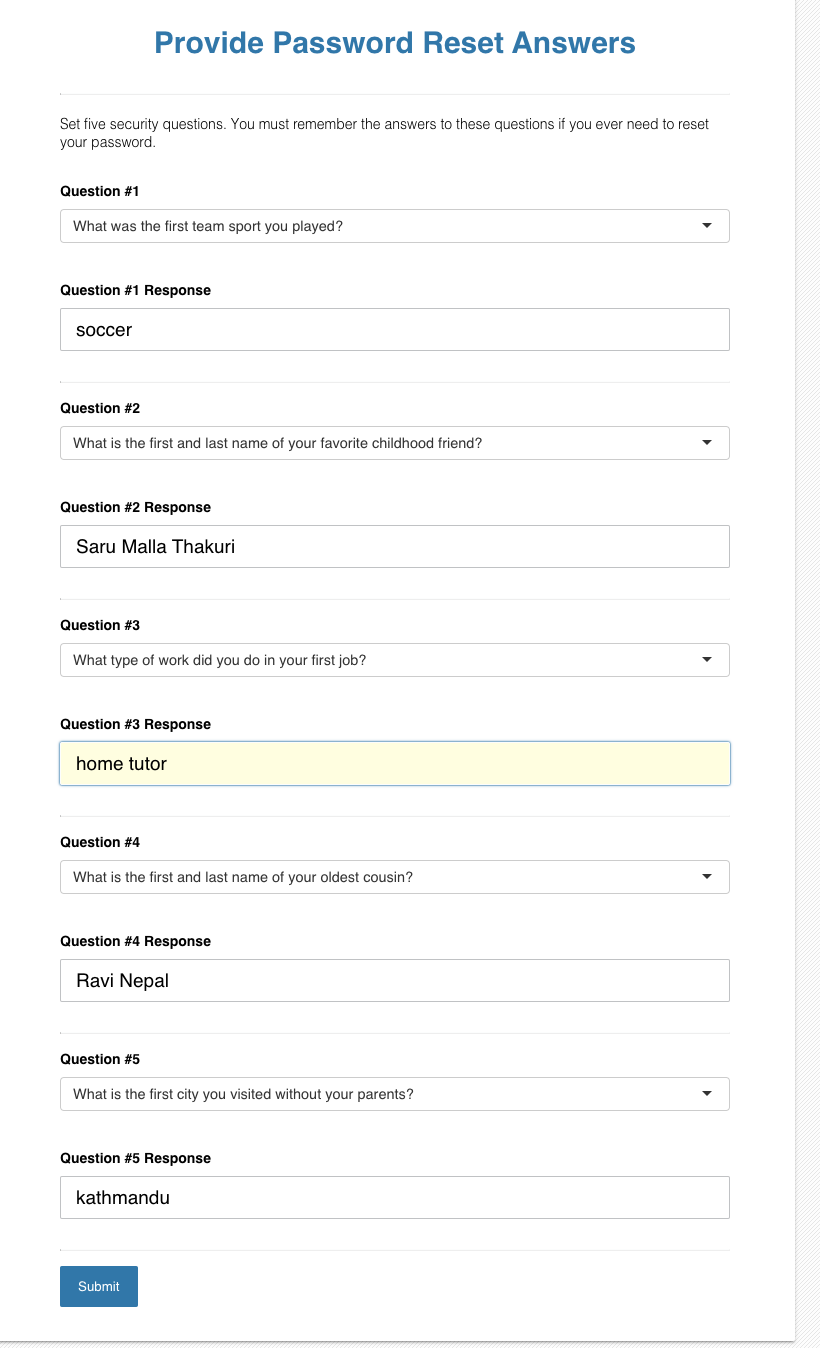 Provide Password Reset Answers
Set five security questions. You must remember the answers to these questions if you ever need to reset
your password.
Question #1
What was the first team sport you played?
Question #1 Response
soccer
Question #2
What is the first and last name of your favorite childhood friend?
Question #2 Response
Saru Malla Thakuri
Question #3
What type of work did you do in your first job?
Question #3 Response
home tutor
Question #4
What is the first and last name of your oldest cousin?
Question #4 Response
Ravi Nepal
Question #5
What is the first city you visited without your parents?
Question #5 Response
kathmandu
Submit